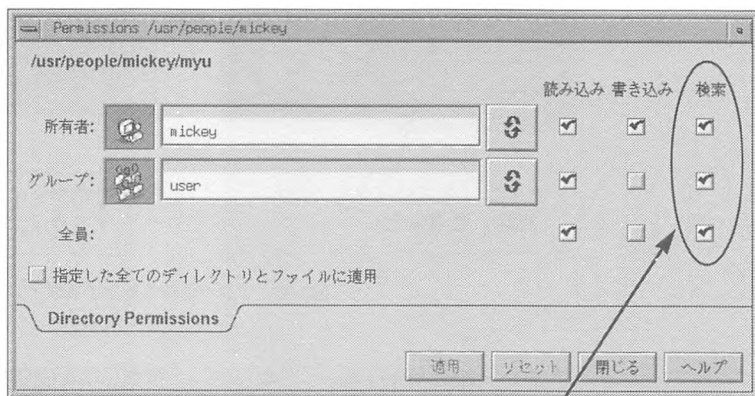 Permissions /usr/people/mickey
/usr/people/mickey/myu
読み込み 書き込み 検索
所有者: mickey
グループ: user
全員:
指定した全てのディレクトリとファイルに適用
Directory Permissions
適用 リセット 閉じる ヘルプ